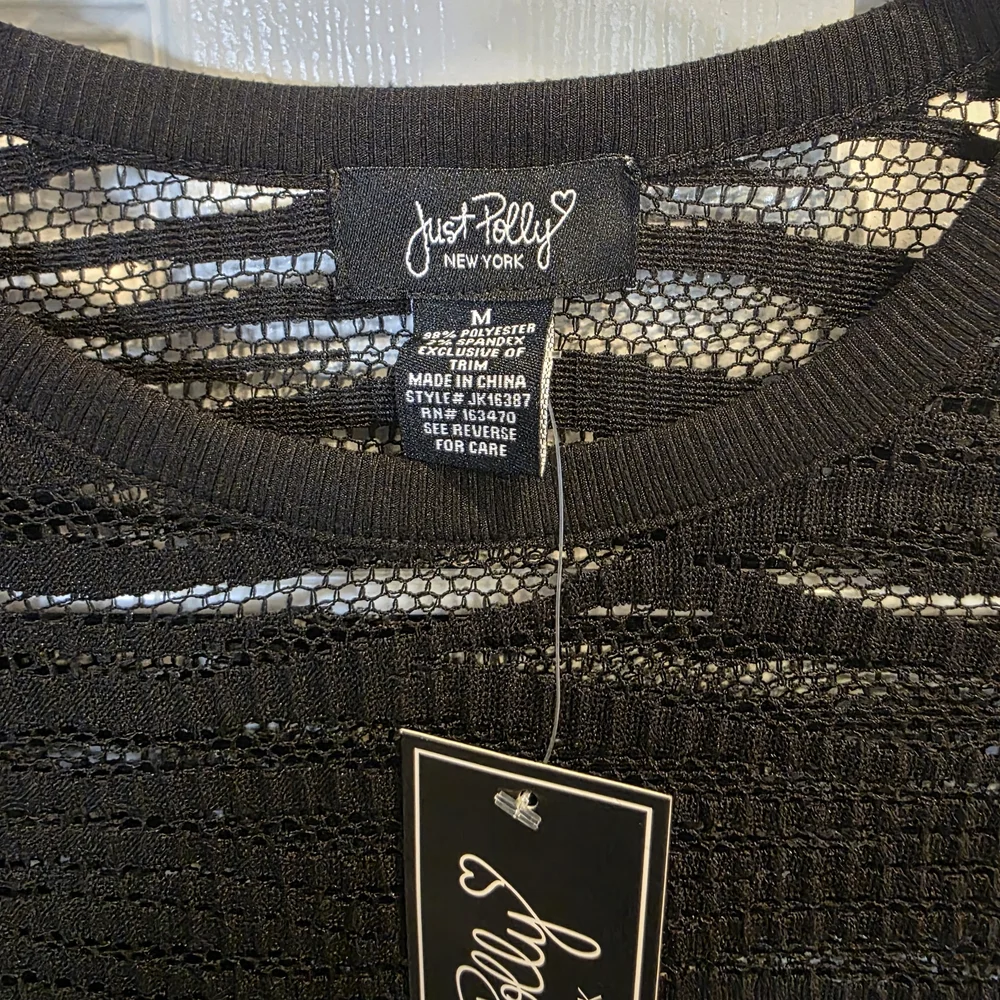 Just Polly
NEW YORK
M
98% POLYESTER
2% SPANDEX
EXCLUSIVE OF
TRIM
MADE IN CHINA
STYLE# JK16387
RN# 163470
SEE REVERSE
FOR CARE
Polly